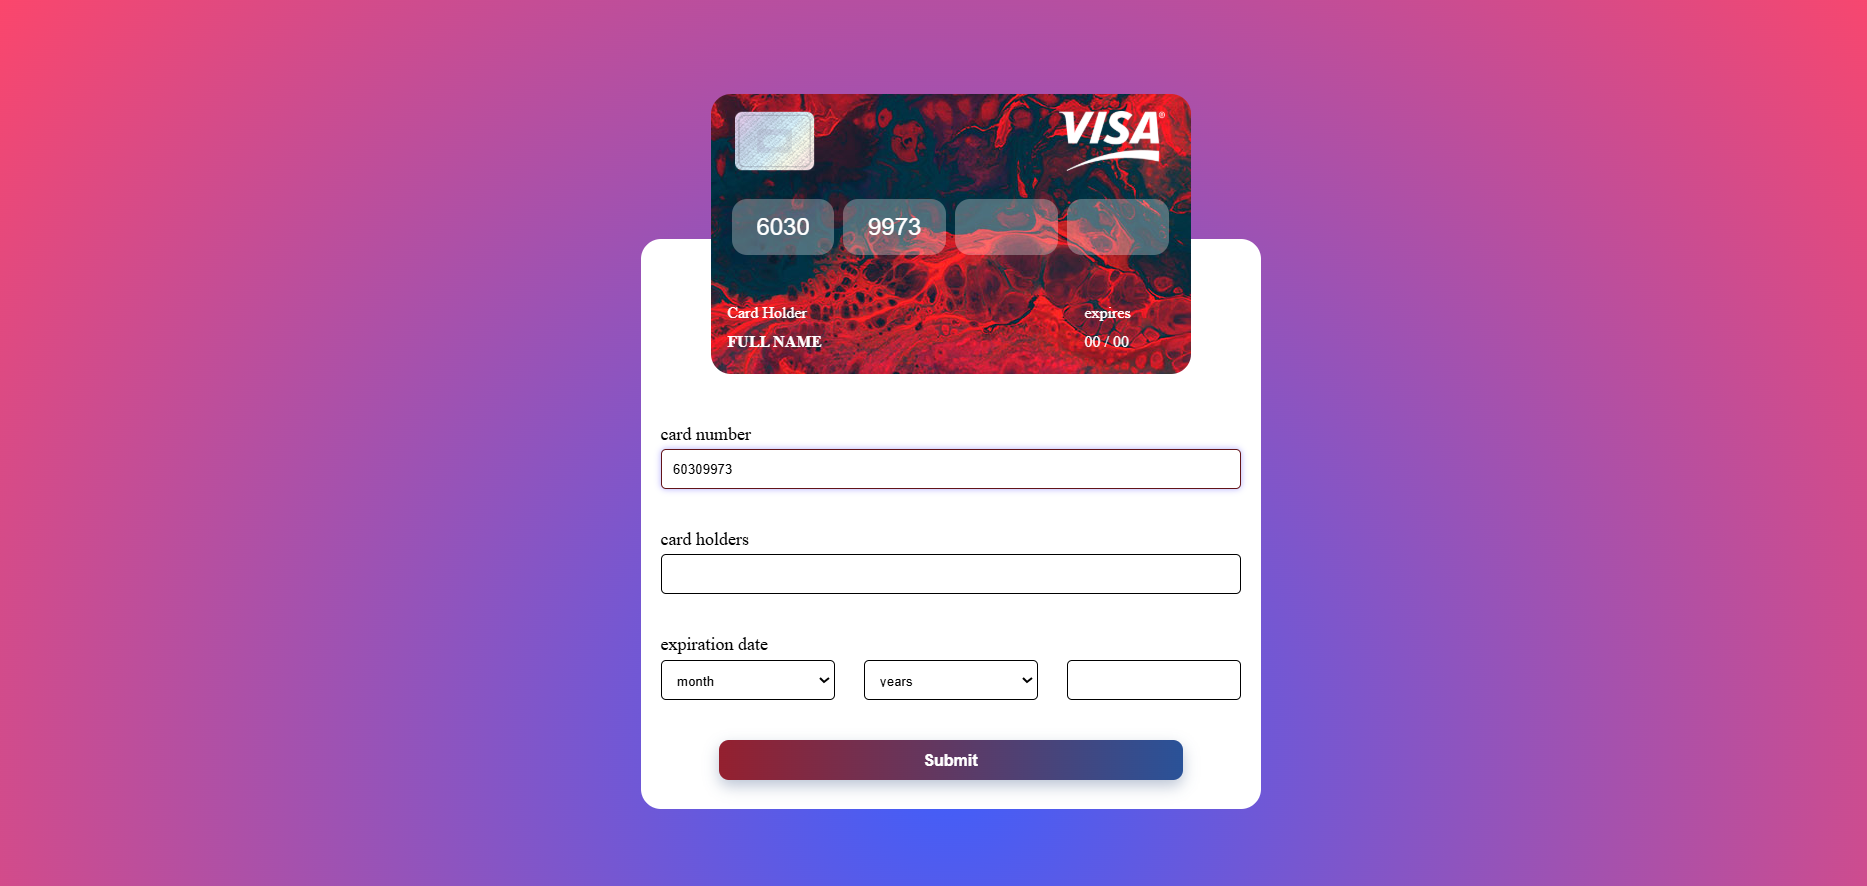 VISA®
6030 9973
Card Holder expires
FULL NAME 00 / 00
card number
60309973
card holders
expiration date
month years
Submit